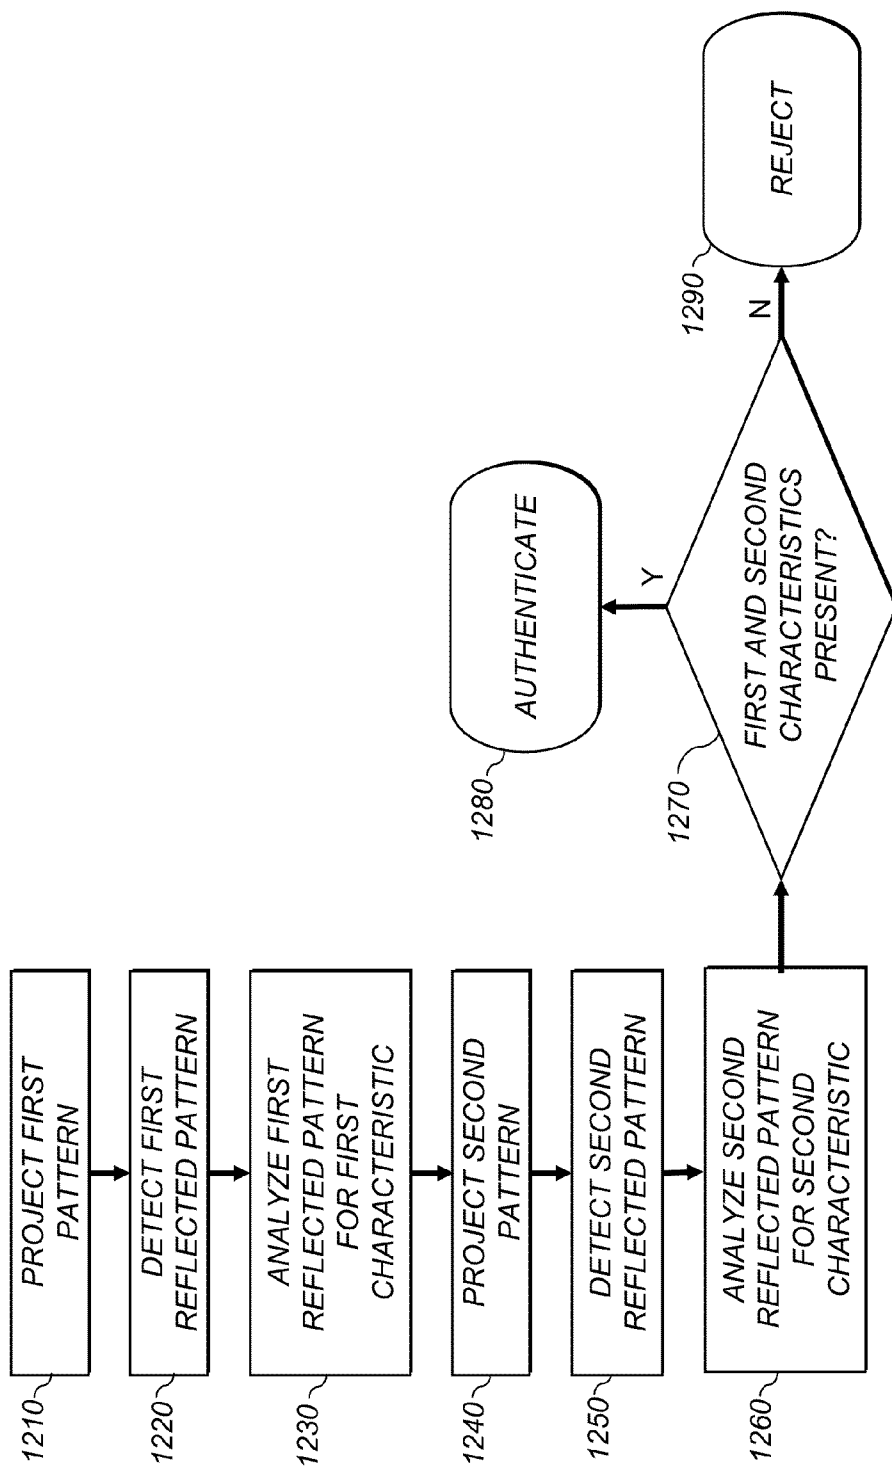 1210
PROJECT FIRST
PATTERN
1220
DETECT FIRST
REFLECTED PATTERN
1230
ANALYZE FIRST
REFLECTED PATTERN
FOR FIRST
CHARACTERISTIC
1240
PROJECT SECOND
PATTERN
1250
DETECT SECOND
REFLECTED PATTERN
1260
ANALYZE SECOND
REFLECTED PATTERN
FOR SECOND
CHARACTERISTIC
1270
FIRST AND SECOND
CHARACTERISTICS
PRESENT?
Y
1280
AUTHENTICATE
N
1290
REJECT